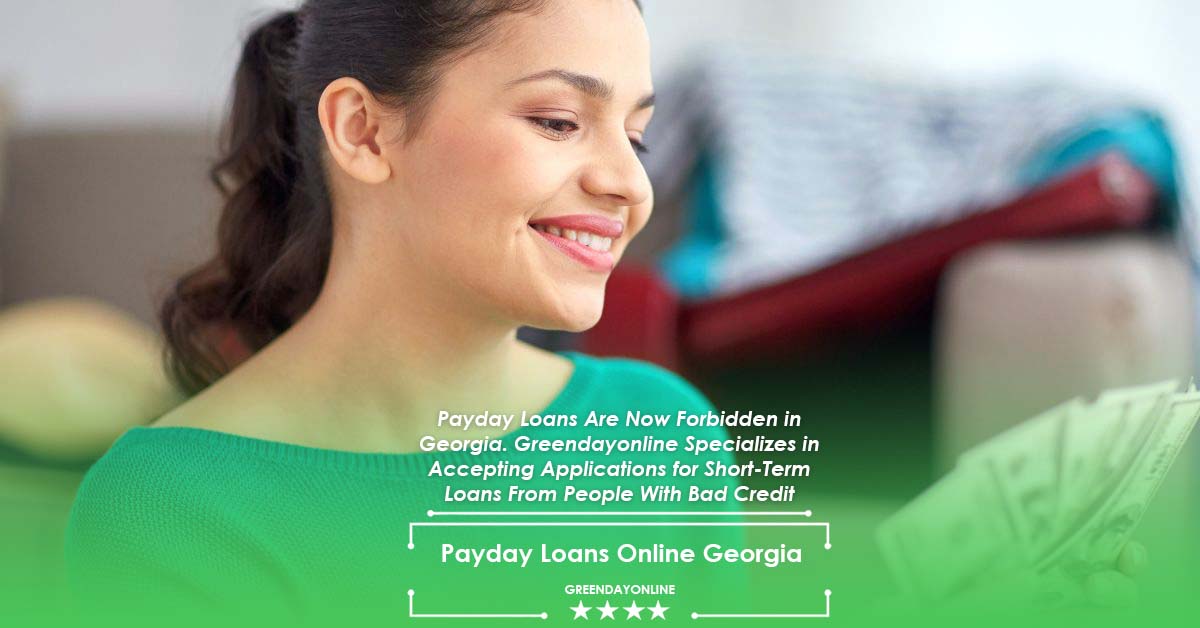 Payday Loans Are Now Forbidden in
Georgia. Greendayonline Specializes in
Accepting Applications for Short-Term
Loans From People With Bad Credit
Payday Loans Online Georgia
GREENDAYONLINE